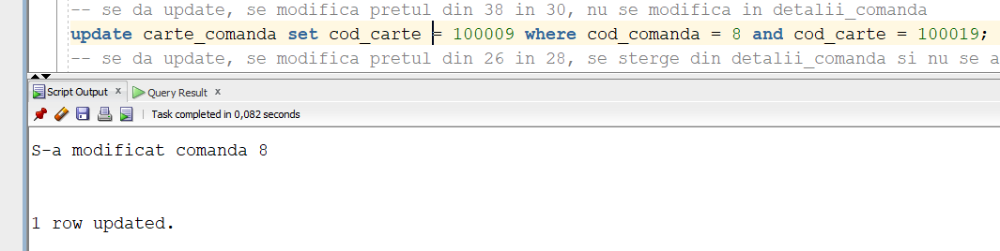 -- se da update, se modifica pretul din 38 in 30, nu se modifica in detalii_comanda
update carte_comanda set cod_carte = 100009 where cod_comanda = 8 and cod_carte = 100019;
-- se da update, se modifica pretul din 26 in 28, se sterge din detalii_comanda si nu se a
Script Output x Query Result x
Task completed in 0,082 seconds
S-a modificat comanda 8
1 row updated.